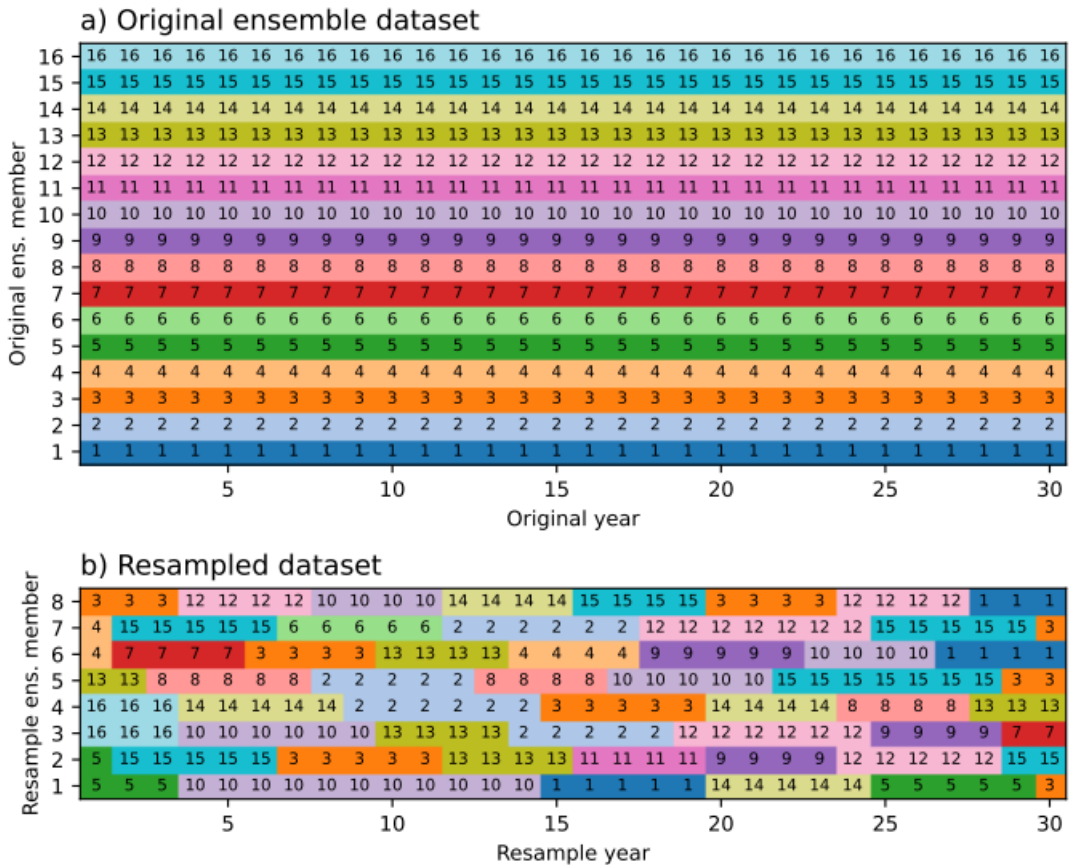 a) Original ensemble dataset
Original ens. member
16 16 16 16 16 16 16 16 16 16 16 16 16 16 16 16 16 16 16 16 16 16 16 16 16 16 16 16 16 16 16
15 15 15 15 15 15 15 15 15 15 15 15 15 15 15 15 15 15 15 15 15 15 15 15 15 15 15 15 15 15 15
14 14 14 14 14 14 14 14 14 14 14 14 14 14 14 14 14 14 14 14 14 14 14 14 14 14 14 14 14 14 14
13 13 13 13 13 13 13 13 13 13 13 13 13 13 13 13 13 13 13 13 13 13 13 13 13 13 13 13 13 13 13
12 12 12 12 12 12 12 12 12 12 12 12 12 12 12 12 12 12 12 12 12 12 12 12 12 12 12 12 12 12 12
11 11 11 11 11 11 11 11 11 11 11 11 11 11 11 11 11 11 11 11 11 11 11 11 11 11 11 11 11 11 11
10 10 10 10 10 10 10 10 10 10 10 10 10 10 10 10 10 10 10 10 10 10 10 10 10 10 10 10 10 10 10
9 9 9 9 9 9 9 9 9 9 9 9 9 9 9 9 9 9 9 9 9 9 9 9 9 9 9 9 9 9 9
8 8 8 8 8 8 8 8 8 8 8 8 8 8 8 8 8 8 8 8 8 8 8 8 8 8 8 8 8 8 8
7 7 7 7 7 7 7 7 7 7 7 7 7 7 7 7 7 7 7 7 7 7 7 7 7 7 7 7 7 7 7
6 6 6 6 6 6 6 6 6 6 6 6 6 6 6 6 6 6 6 6 6 6 6 6 6 6 6 6 6 6 6
5 5 5 5 5 5 5 5 5 5 5 5 5 5 5 5 5 5 5 5 5 5 5 5 5 5 5 5 5 5 5
4 4 4 4 4 4 4 4 4 4 4 4 4 4 4 4 4 4 4 4 4 4 4 4 4 4 4 4 4 4 4
3 3 3 3 3 3 3 3 3 3 3 3 3 3 3 3 3 3 3 3 3 3 3 3 3 3 3 3 3 3 3
2 2 2 2 2 2 2 2 2 2 2 2 2 2 2 2 2 2 2 2 2 2 2 2 2 2 2 2 2 2 2
1 1 1 1 1 1 1 1 1 1 1 1 1 1 1 1 1 1 1 1 1 1 1 1 1 1 1 1 1 1 1
5 10 15 20 25 30
Original year
b) Resampled dataset
Resample ens. member
8 3 3 3 12 12 12 12 10 10 10 10 14 14 14 14 15 15 15 15 3 3 3 3 12 12 12 12 1 1 1
7 4 15 15 15 15 15 6 6 6 6 6 2 2 2 2 2 2 12 12 12 12 12 12 12 15 15 15 15 15 3
6 4 7 7 7 7 3 3 3 3 13 13 13 13 4 4 4 4 9 9 9 9 9 10 10 10 10 1 1 1 1
5 13 13 8 8 8 8 8 2 2 2 2 2 8 8 8 8 10 10 10 10 10 15 15 15 15 15 15 15 3 3
4 16 16 16 14 14 14 14 14 2 2 2 2 2 2 3 3 3 3 3 14 14 14 14 8 8 8 8 13 13 13
3 16 16 16 10 10 10 10 10 10 13 13 13 13 2 2 2 2 2 12 12 12 12 12 12 9 9 9 9 7 7
2 5 15 15 15 15 15 3 3 3 3 3 13 13 13 13 11 11 11 11 9 9 9 9 12 12 12 12 12 15 15
1 5 5 5 10 10 10 10 10 10 10 10 10 10 10 1 1 1 1 1 14 14 14 14 14 5 5 5 5 5 3
5 10 15 20 25 30
Resample year